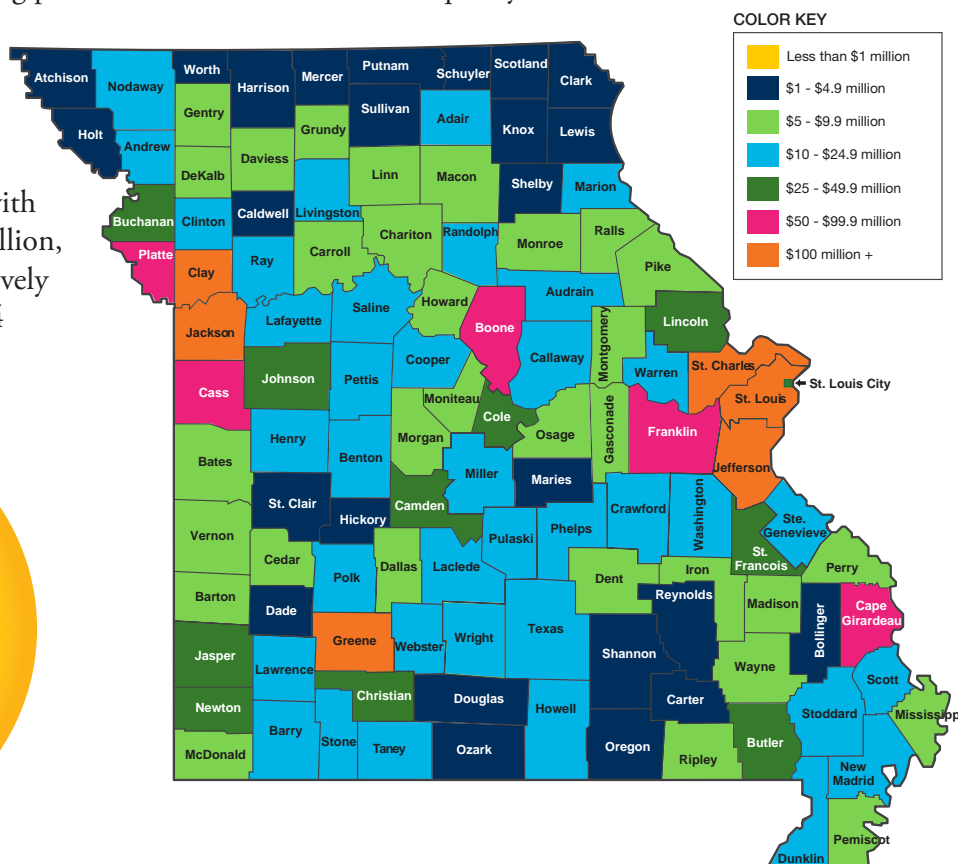 COLOR KEY
Less than $1 million
$1 - $4.9 million
$5 - $9.9 million
$10 - $24.9 million
$25 - $49.9 million
$50 - $99.9 million
$100 million +
Atchison
Nodaway
Worth
Harrison
Mercer
Putnam
Schuyler
Scotland
Clark
Gentry
Sullivan
Adair
Holt
Andrew
Grundy
Knox
Lewis
DeKalb
Daviess
Linn
Macon
Shelby
Marion
with
Buchanan
Clinton
Caldwell
Livingston
Chariton
Randolph
Monroe
Ralls
llion,
Platte
Clay
Ray
Carroll
Pike
vely
Saline
Howard
Audrain
4
Jackson
Lafayette
Boone
Montgomery
Lincoln
Cass
Johnson
Pettis
Cooper
Callaway
Warren
St. Charles
St. Louis City
Moniteau
Cole
St. Louis
Henry
Morgan
Osage
Gasconade
Franklin
Bates
Benton
Miller
Maries
Jefferson
St. Clair
Hickory
Camden
Crawford
Washington
Ste.
Genevieve
Vernon
Pulaski
Phelps
St.
Francois
Cedar
Polk
Dallas
Laclede
Dent
Iron
Perry
Barton
Dade
Reynolds
Madison
Bollinger
Cape
Girardeau
Jasper
Greene
Webster
Wright
Texas
Shannon
Lawrence
Wayne
Scott
Newton
Christian
Douglas
Howell
Carter
Stoddard
Mississipp
McDonald
Barry
Stone
Taney
Ozark
Oregon
Ripley
Butler
New
Madrid
Pemiscot
Dunklin